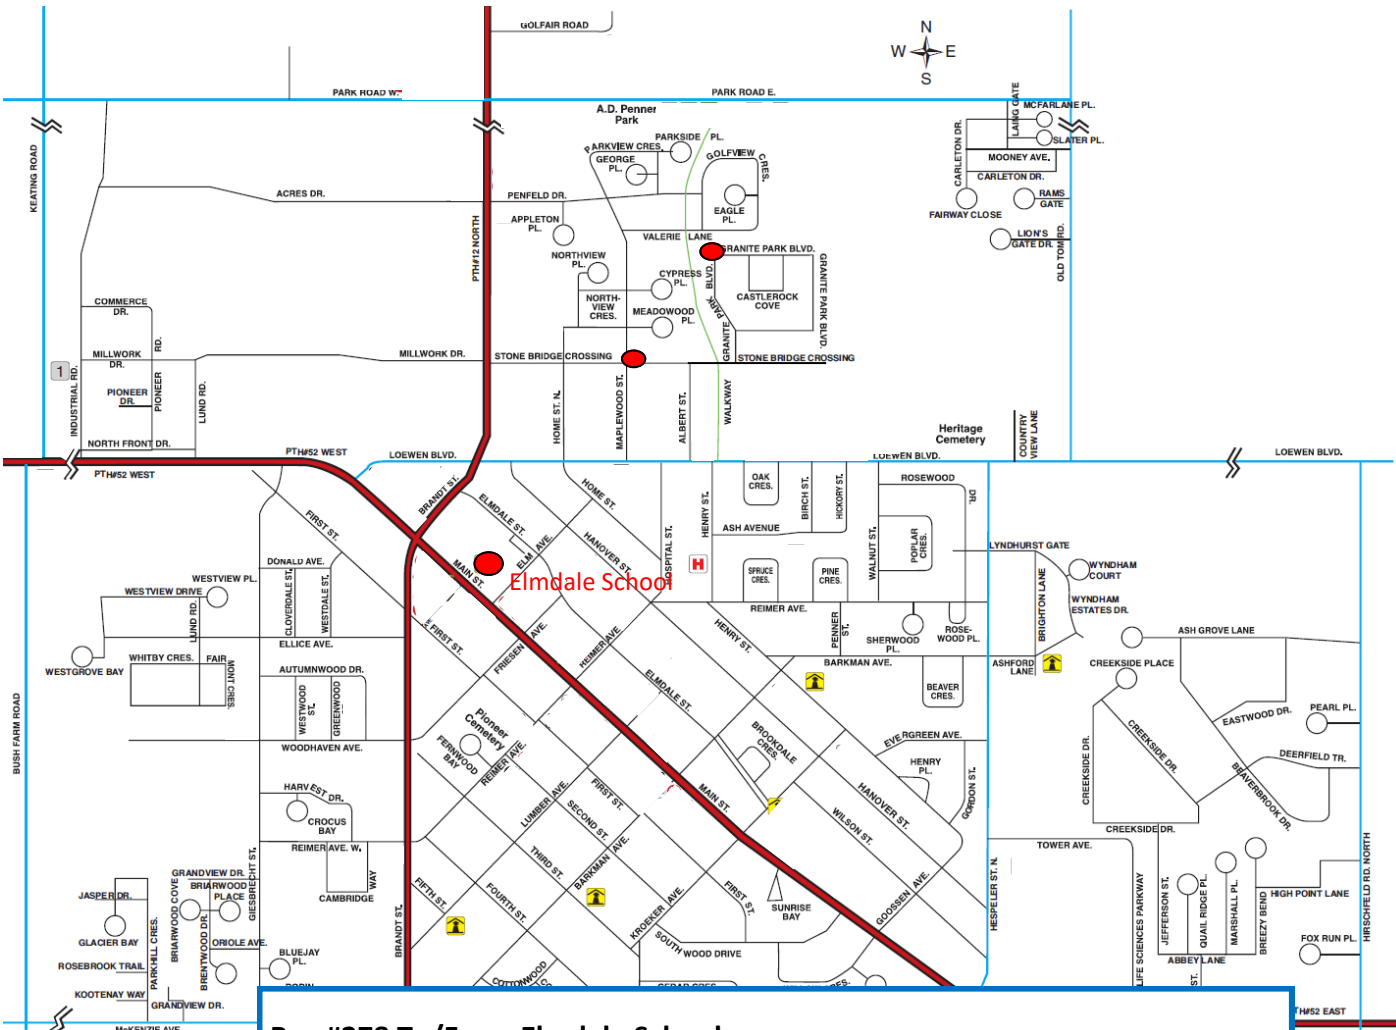 GOLFAIR ROAD
N
W E
S
PARK ROAD W.
PARK ROAD E.
A.D. Penner
Park
LAING GATE
MCFARLANE PL.
SLATER PL.
KEATING ROAD
PARKSIDE PL.
PARKVIEW CRES.
GEORGE
PL.
GOLFVIEW CRES.
CARLETON DR.
MOONEY AVE.
CARLETON DR.
ACRES DR.
PENFELD DR.
EAGLE
PL.
RAMS
GATE
FAIRWAY CLOSE
APPLETON
PL.
PTH#12 NORTH
VALERIE LANE
LION'S
GATE DR.
OLD TOM RD.
GRANITE PARK BLVD.
NORTHVIEW
PL.
CYPRESS
PL.
GRANITE PARK BLVD.
CASTLEROCK
COVE
GRANITE PARK BLVD.
NORTH-
VIEW
CRES.
MEADOWOOD
PL.
COMMERCE
DR.
MILLWORK
DR.
PIONEER RD.
MILLWORK DR.
STONE BRIDGE CROSSING
STONE BRIDGE CROSSING
1
INDUSTRIAL RD.
PIONEER
DR.
LUND RD.
HOME ST. N.
MAPLEWOOD ST.
ALBERT ST.
WALKWAY
NORTH FRONT DR.
Heritage
Cemetery
COUNTRY
VIEW LANE
PTH#52 WEST
PTH#52 WEST
LOEWEN BLVD.
LOEWEN BLVD.
LOEWEN BLVD.
BRANDT ST.
ELMDALE ST.
HOME ST.
HENRY ST.
OAK
CRES.
BIRCH ST.
HICKORY ST.
ROSEWOOD DR.
FIRST ST.
HANOVER ST.
ELM AVE.
HOSPITAL ST.
ASH AVENUE
WALNUT ST.
POPLAR
CRES.
LYNDHURST GATE
DONALD AVE.
MAIN ST.
Elmdale School
H
SPRUCE
CRES.
PINE
CRES.
WYNDHAM
COURT
WESTVIEW PL.
WESTVIEW DRIVE
LUND RD.
CLOVERDALE ST.
WESTDALE ST.
BRIGHTON LANE
WYNDHAM
ESTATES DR.
REIMER AVE.
ELLICE AVE.
FIRST ST.
FRIESEN AVE.
REIMER AVE.
HENRY ST.
PENNER
ST.
SHERWOOD
PL.
ROSE-
WOOD PL.
ASH GROVE LANE
WHITBY CRES.
FAIR
MONT CRES.
WESTGROVE BAY
AUTUMNWOOD DR.
BARKMAN AVE.
ASHFORD
LANE
CREEKSIDE PLACE
BUSH FARM ROAD
WESTWOOD
ST.
GREENWOOD
ELMDALE ST.
BEAVER
CRES.
WOODHAVEN AVE.
Pioneer
Cemetery
FERNWOOD
BAY
REIMER AVE.
BROOKDALE
CRES.
EVERGREEN AVE.
EASTWOOD DR.
PEARL PL.
CREEKSIDE DR.
CREEKSIDE DR.
DEERFIELD TR.
BEAVERBROOK DR.
HENRY
PL.
HARVEST DR.
CROCUS
BAY
LUMBER AVE.
FIRST ST.
SECOND ST.
MAIN ST.
WILSON ST.
HANOVER ST.
GORDON ST.
CREEKSIDE DR.
REIMER AVE. W.
TOWER AVE.
GIESBRECHT ST.
THIRD ST.
BARKMAN AVE.
GRANDVIEW DR.
BRIARWOOD
PLACE
JASPER DR.
BRIARWOOD COVE
CAMBRIDGE
WAY
FIFTH ST.
FOURTH ST.
KROEKER AVE.
FIRST ST.
SUNRISE
BAY
GOOSSEN AVE.
HESPELER ST. N.
LIFE SCIENCES PARKWAY
JEFFERSON ST.
QUAIL RIDGE PL.
MARSHALL PL.
BREEZY BEND
HIGH POINT LANE
HIRSCHFIELD RD. NORTH
GLACIER BAY
PARKHILL CRES.
BRENTWOOD DR.
ORIOLE AVE.
BLUEJAY
PL.
BRANDT ST.
SOUTHWOOD DRIVE
FOX RUN PL.
ABBEY LANE
ROSEBROOK TRAIL
KOOTENAY WAY
GRANDVIEW DR.
COTTONWOOD
CEDAR CRES.
ST.
McKENZIE AVE.
PTH#52 EAST